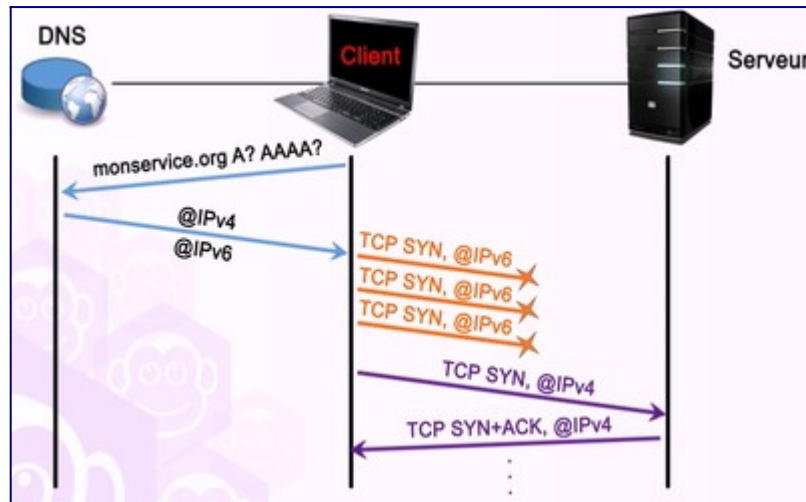 DNS
Client
Serveur
monservice.org A? AAAA?
@IPv4
@IPv6
TCP SYN, @IPv6
TCP SYN, @IPv6
TCP SYN, @IPv6
TCP SYN, @IPv4
TCP SYN+ACK, @IPv4